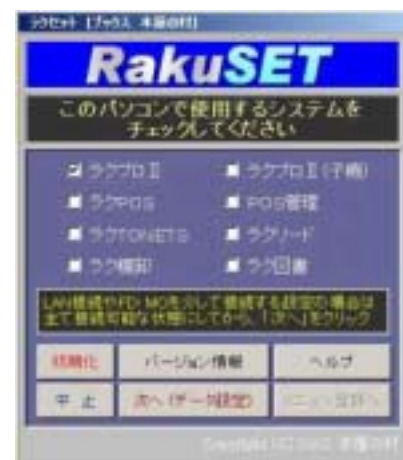 ラクセット [ブックス 本屋の村]
RakuSET
このパソコンで使用するシステムを
チェックしてください
ラクプロⅡ ラクプロⅡ(子機)
ラクPOS POS管理
ラクTONETS ラクリード
ラク棚卸 ラク図書
LAN接続やFD・MOを介して接続する設定の場合は
全て接続可能な状態にしてから、「次へ」をクリック
初期化 バージョン情報 ヘルプ
中 止 次へ(データ設定)
Copyright